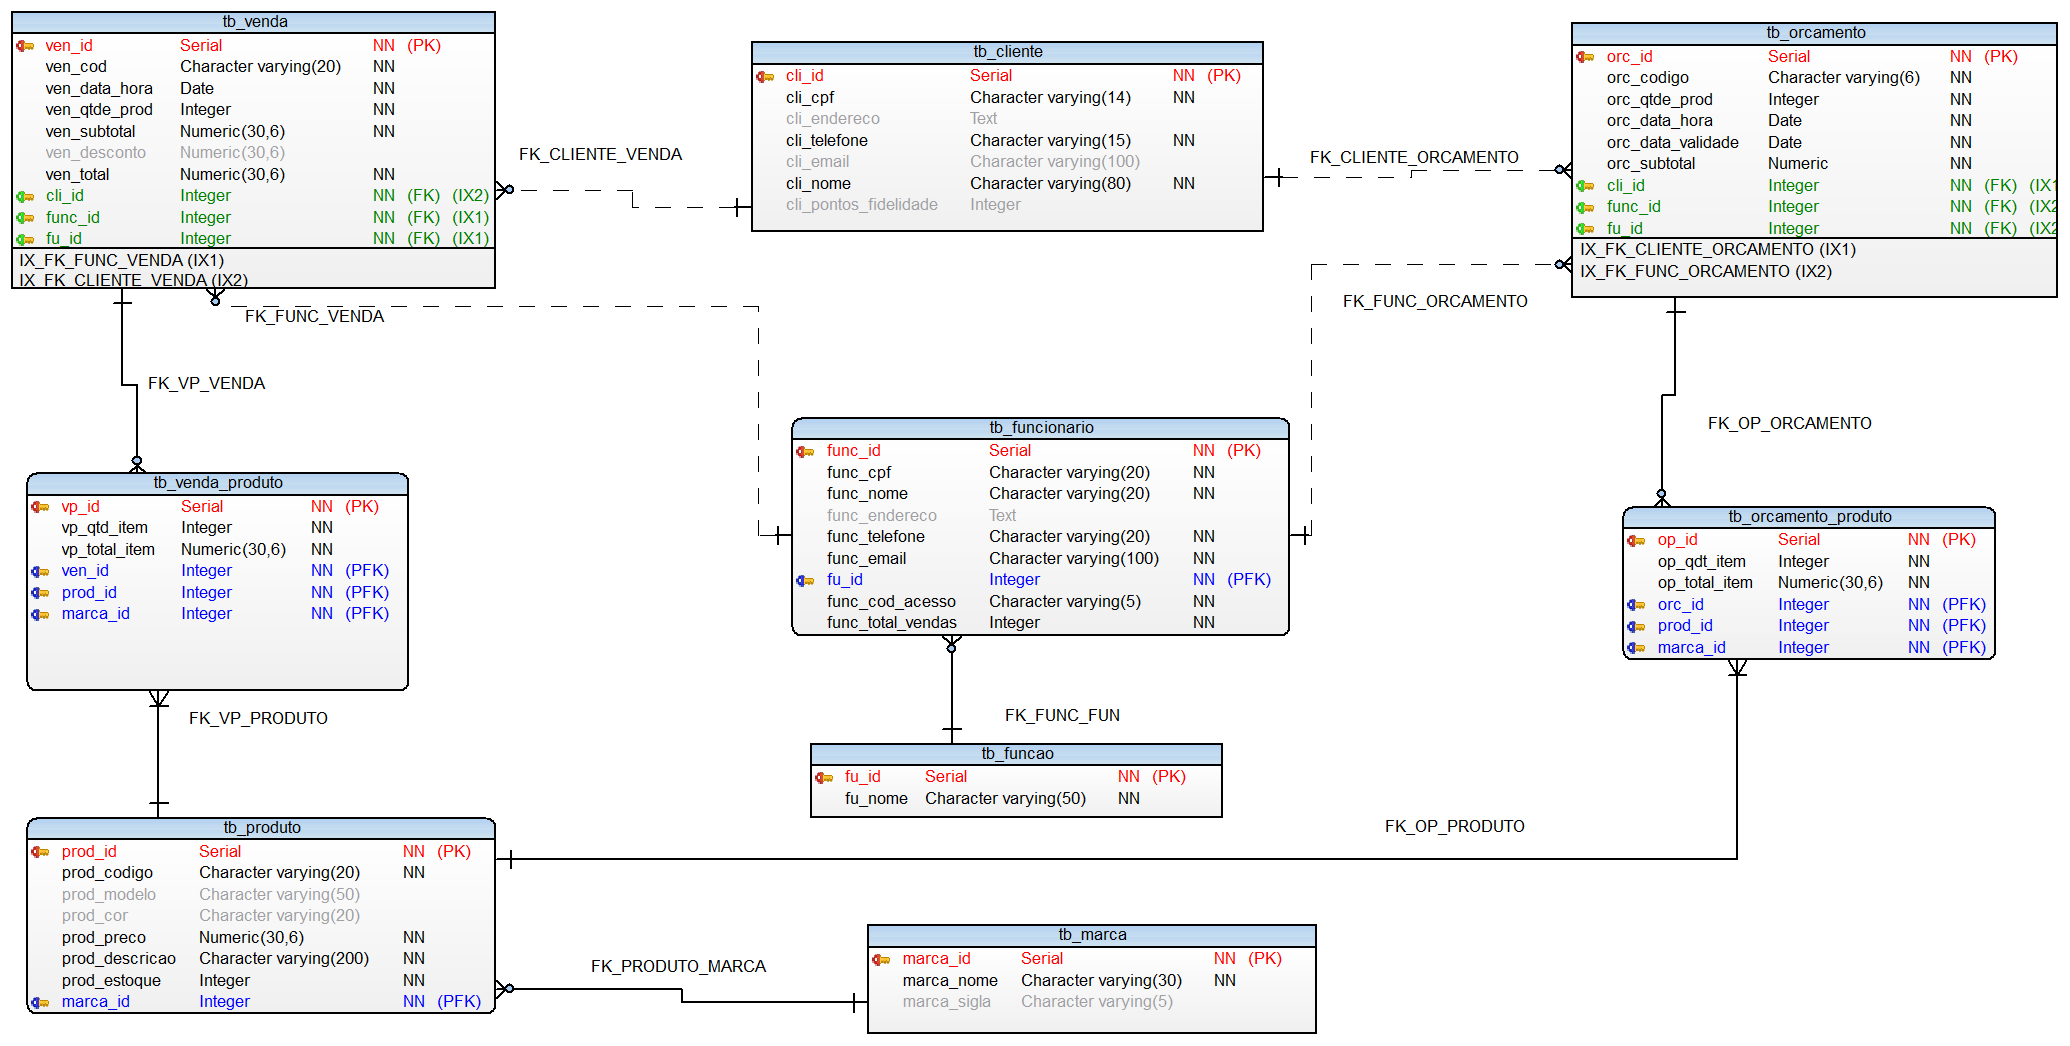 tb_venda
ven_id Serial NN (PK)
ven_cod Character varying(20) NN
ven_data_hora Date NN
ven_qtde_prod Integer NN
ven_subtotal Numeric(30,6) NN
ven_desconto Numeric(30,6)
ven_total Numeric(30,6) NN
cli_id Integer NN (FK) (IX2)
func_id Integer NN (FK) (IX1)
fu_id Integer NN (FK) (IX1)
IX_FK_FUNC_VENDA (IX1)
IX_FK_CLIENTE_VENDA (IX2)
FK_CLIENTE_VENDA
tb_cliente
cli_id Serial NN (PK)
cli_cpf Character varying(14) NN
cli_endereco Text
cli_telefone Character varying(15) NN
cli_email Character varying(100)
cli_nome Character varying(80) NN
cli_pontos_fidelidade Integer
FK_CLIENTE_ORCAMENTO
tb_orcamento
orc_id Serial NN (PK)
orc_codigo Character varying(6) NN
orc_qtde_prod Integer NN
orc_data_hora Date NN
orc_data_validade Date NN
orc_subtotal Numeric NN
cli_id Integer NN (FK) (IX1
func_id Integer NN (FK) (IX2
fu_id Integer NN (FK) (IX2
IX_FK_CLIENTE_ORCAMENTO (IX1)
IX_FK_FUNC_ORCAMENTO (IX2)
FK_FUNC_VENDA
FK_FUNC_ORCAMENTO
FK_VP_VENDA
FK_OP_ORCAMENTO
tb_venda_produto
vp_id Serial NN (PK)
vp_qtd_item Integer NN
vp_total_item Numeric(30,6) NN
ven_id Integer NN (PFK)
prod_id Integer NN (PFK)
marca_id Integer NN (PFK)
tb_funcionario
func_id Serial NN (PK)
func_cpf Character varying(20) NN
func_nome Character varying(20) NN
func_endereco Text
func_telefone Character varying(20) NN
func_email Character varying(100) NN
fu_id Integer NN (PFK)
func_cod_acesso Character varying(5) NN
func_total_vendas Integer NN
tb_orcamento_produto
op_id Serial NN (PK)
op_qdt_item Integer NN
op_total_item Numeric(30,6) NN
orc_id Integer NN (PFK)
prod_id Integer NN (PFK)
marca_id Integer NN (PFK)
FK_VP_PRODUTO
FK_FUNC_FUN
tb_funcao
fu_id Serial NN (PK)
fu_nome Character varying(50) NN
FK_OP_PRODUTO
tb_produto
prod_id Serial NN (PK)
prod_codigo Character varying(20) NN
prod_modelo Character varying(50)
prod_cor Character varying(20)
prod_preco Numeric(30,6) NN
prod_descricao Character varying(200) NN
prod_estoque Integer NN
marca_id Integer NN (PFK)
FK_PRODUTO_MARCA
tb_marca
marca_id Serial NN (PK)
marca_nome Character varying(30) NN
marca_sigla Character varying(5)